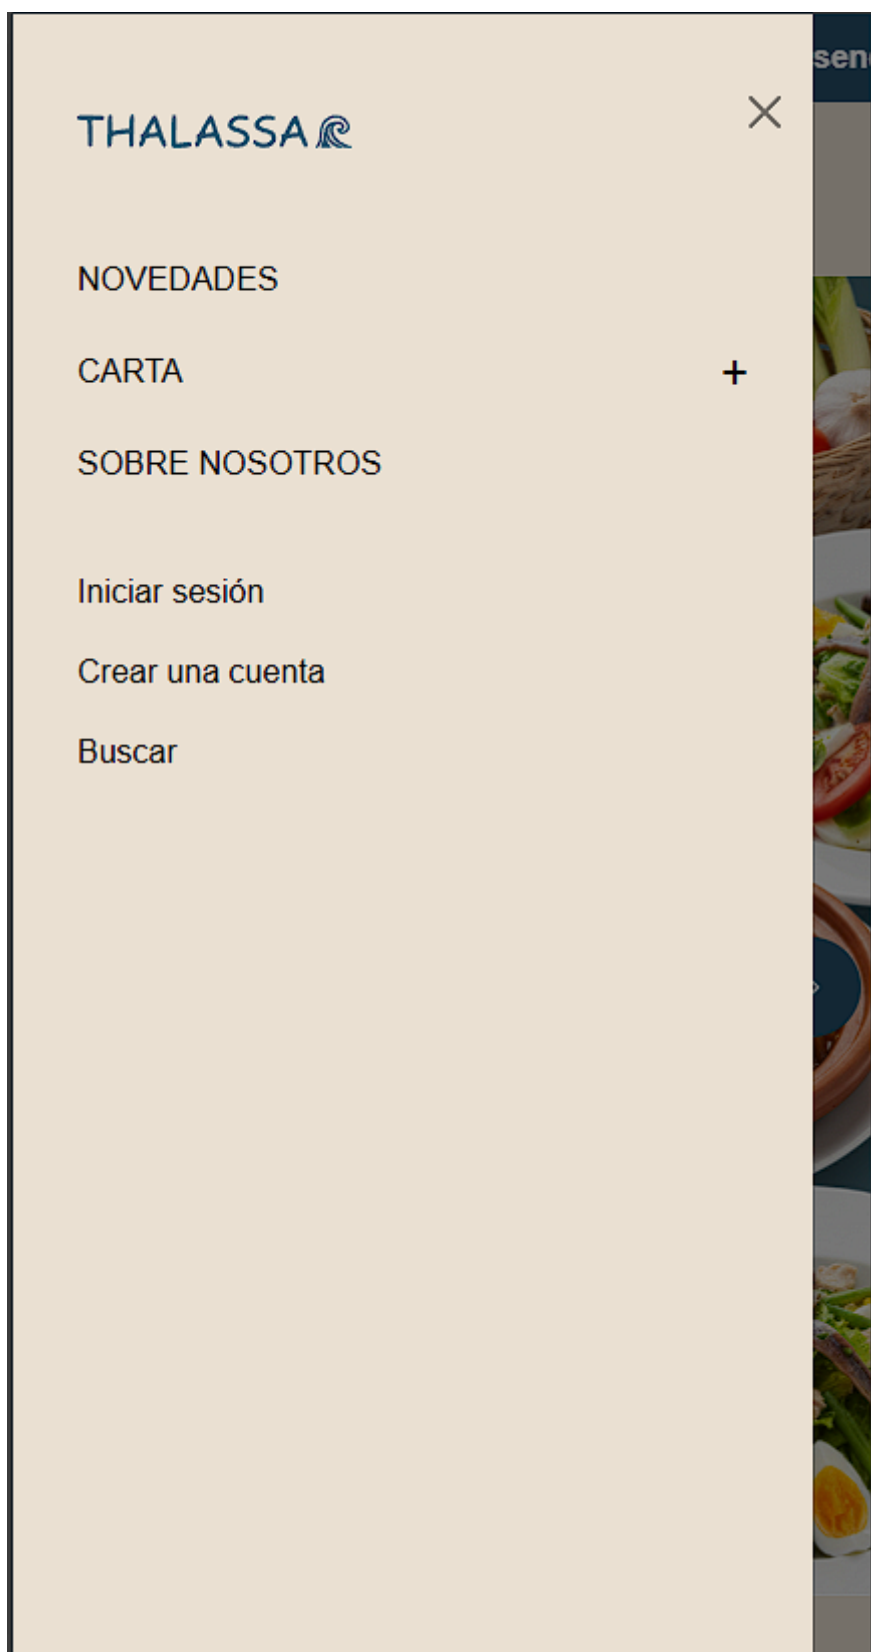 THALASSA
NOVEDADES
CARTA +
SOBRE NOSOTROS
Iniciar sesión
Crear una cuenta
Buscar